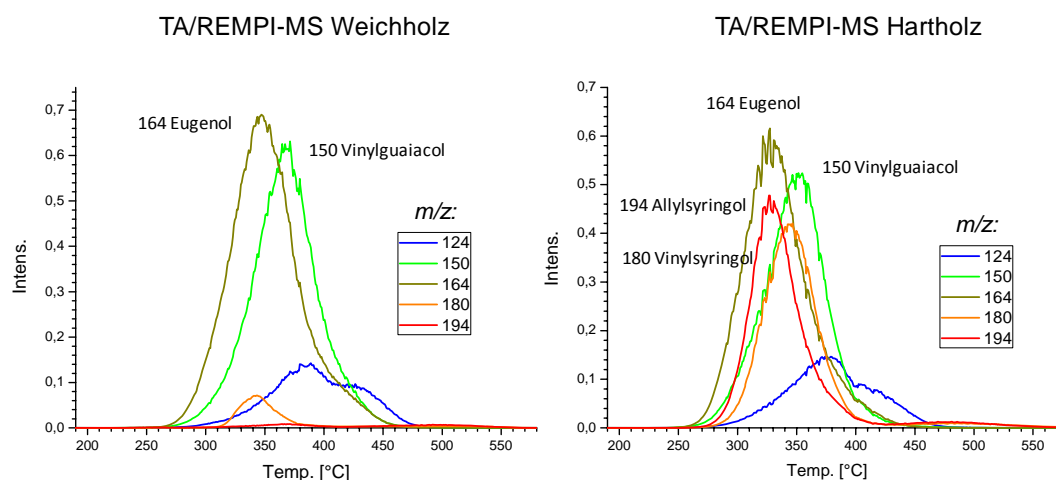 TA/REMPI-MS Weichholz
0,7
0,6
0,5
0,4
0,3
0,2
0,1
0,0
Intens.
164 Eugenol
150 Vinylguaiacol
m/z:
124
150
164
180
194
200 250 300 350 400 450 500 550
Temp. [°C]
TA/REMPI-MS Hartholz
0,7
0,6
0,5
0,4
0,3
0,2
0,1
0,0
Intens.
164 Eugenol
150 Vinylguaiacol
194 Allylsyringol
180 Vinylsyringol
m/z:
124
150
164
180
194
200 250 300 350 400 450 500 550
Temp. [°C]